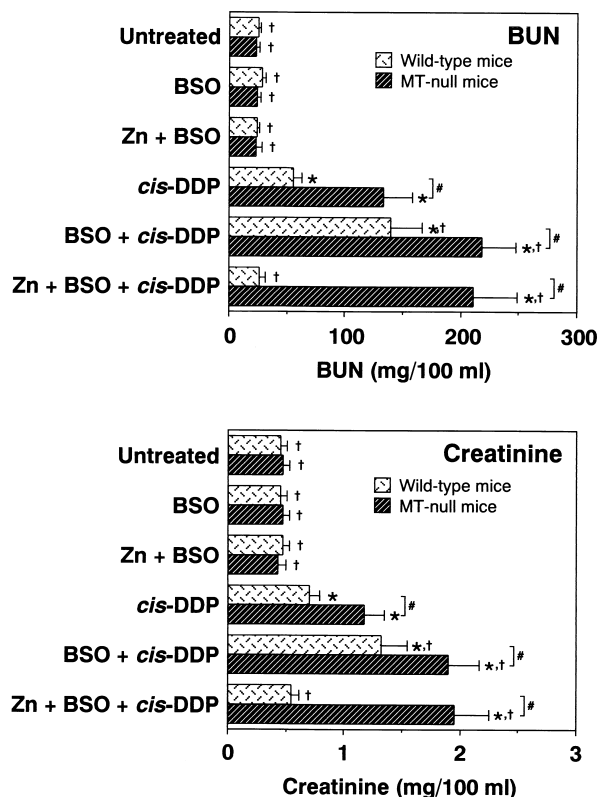 BUN
Wild-type mice
MT-null mice
Untreated †
†
BSO †
†
Zn + BSO †
†
cis-DDP *
* #
BSO + cis-DDP *,†
*,† #
Zn + BSO + cis-DDP †
*,† #
0 100 200 300
BUN (mg/100 ml)
Creatinine
Wild-type mice
MT-null mice
Untreated †
†
BSO †
†
Zn + BSO †
†
cis-DDP *
* #
BSO + cis-DDP *,†
*,† #
Zn + BSO + cis-DDP †
*,† #
0 1 2 3
Creatinine (mg/100 ml)